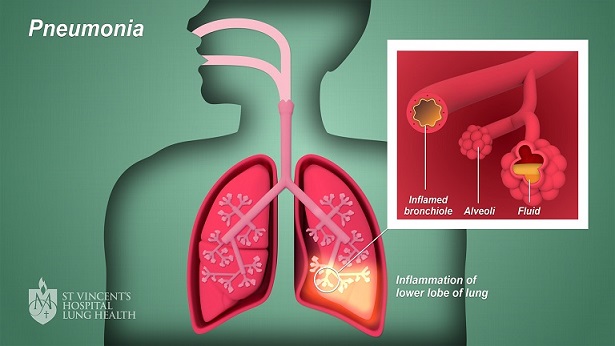 Pneumonia
Inflamed
bronchiole
Alveoli
Fluid
Inflammation of
lower lobe of lung
ST VINCENT'S
HOSPITAL
LUNG HEALTH